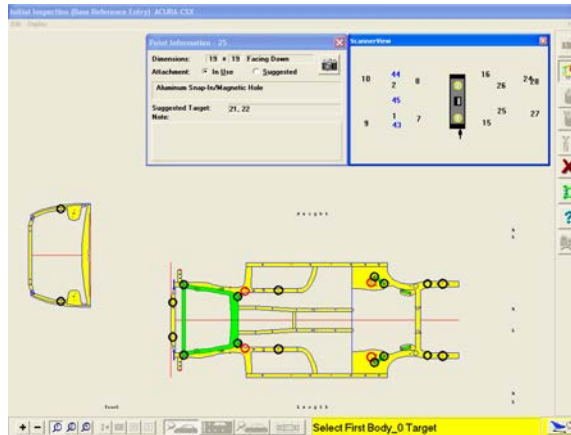 Initial Inspection (Base Reference Entry) ACURA-CSX
Edit Display
Point Information - 25
Dimensions: 19 x 19 Facing Down
Attachment: In Use Suggested
Aluminum Snap-In/Magnetic Hole
Suggested Target: 21, 22
Note:
ScannerView
10 44 2 8 16 26
45
9 1 43 7 15 25 27
Height
Length
Front
Select First Body_0 Target